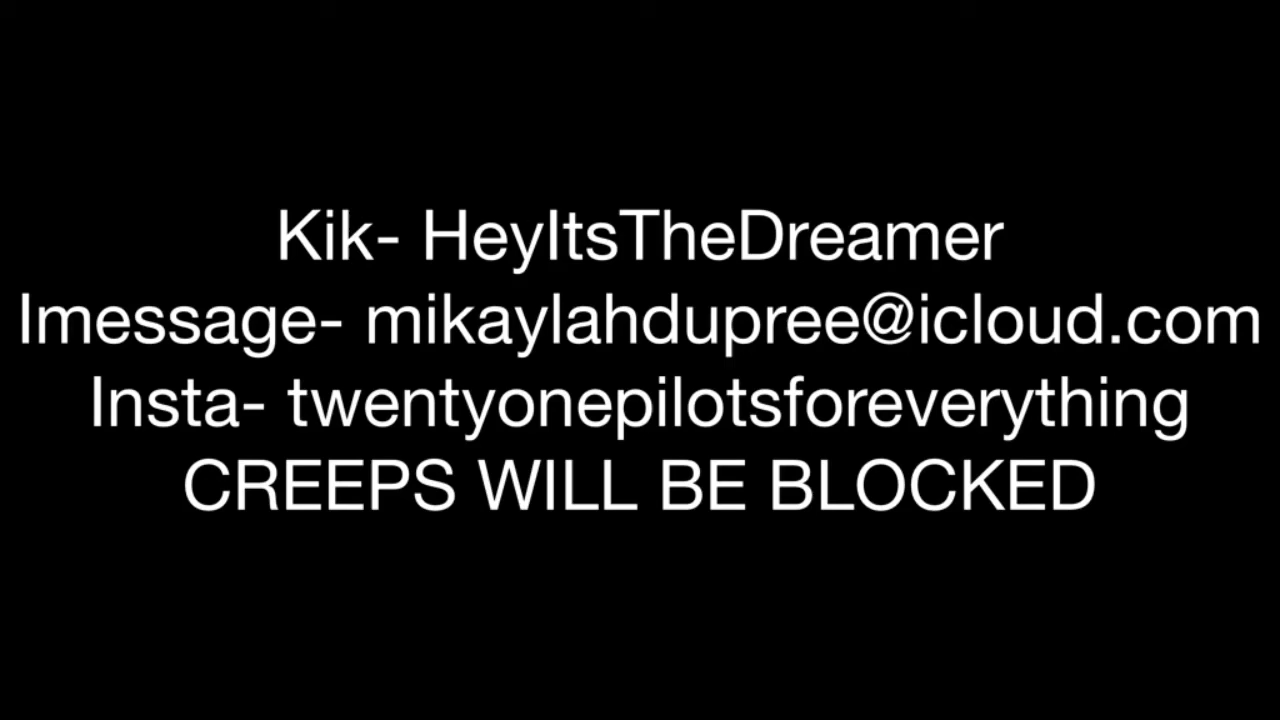 Kik- HeyItsTheDreamer
Imessage- mikaylahdupree@icloud.com
Insta- twentyonepilotsforeverything
CREEPS WILL BE BLOCKED